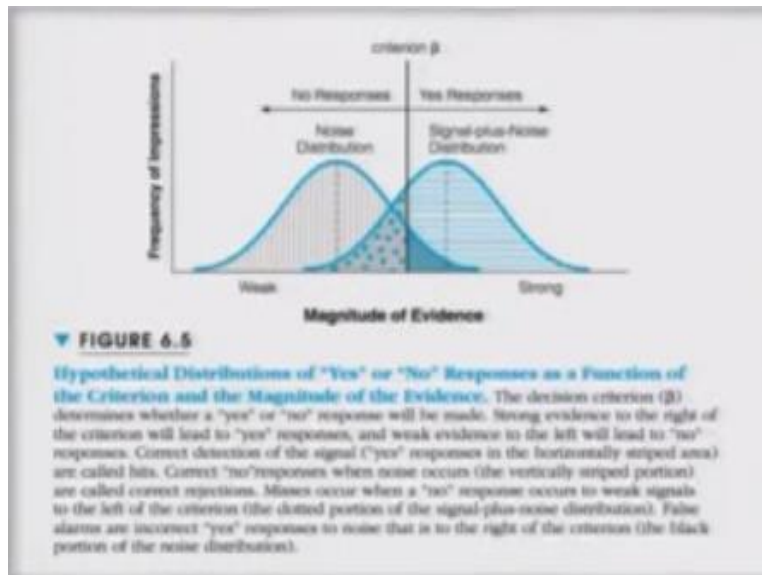 criterion β
No Responses Yes Responses
Noise Distribution
Signal-plus-Noise Distribution
Frequency of Impressions
Weak
Strong
Magnitude of Evidence
▼ FIGURE 6.5
Hypothetical Distributions of "Yes" or "No" Responses as a Function of
the Criterion and the Magnitude of the Evidence. The decision criterion (β)
determines whether a "yes" or "no" response will be made. Strong evidence to the right of
the criterion will lead to "yes" responses, and weak evidence to the left will lead to "no"
responses. Correct detection of the signal ("yes" responses in the horizontally striped area)
are called hits. Correct "no"responses when noise occurs (the vertically striped portion)
are called correct rejections. Misses occur when a "no" response occurs to weak signals
to the left of the criterion (the dotted portion of the signal-plus-noise distribution). False
alarms are incorrect "yes" responses to noise that is to the right of the criterion (the black
portion of the noise distribution).